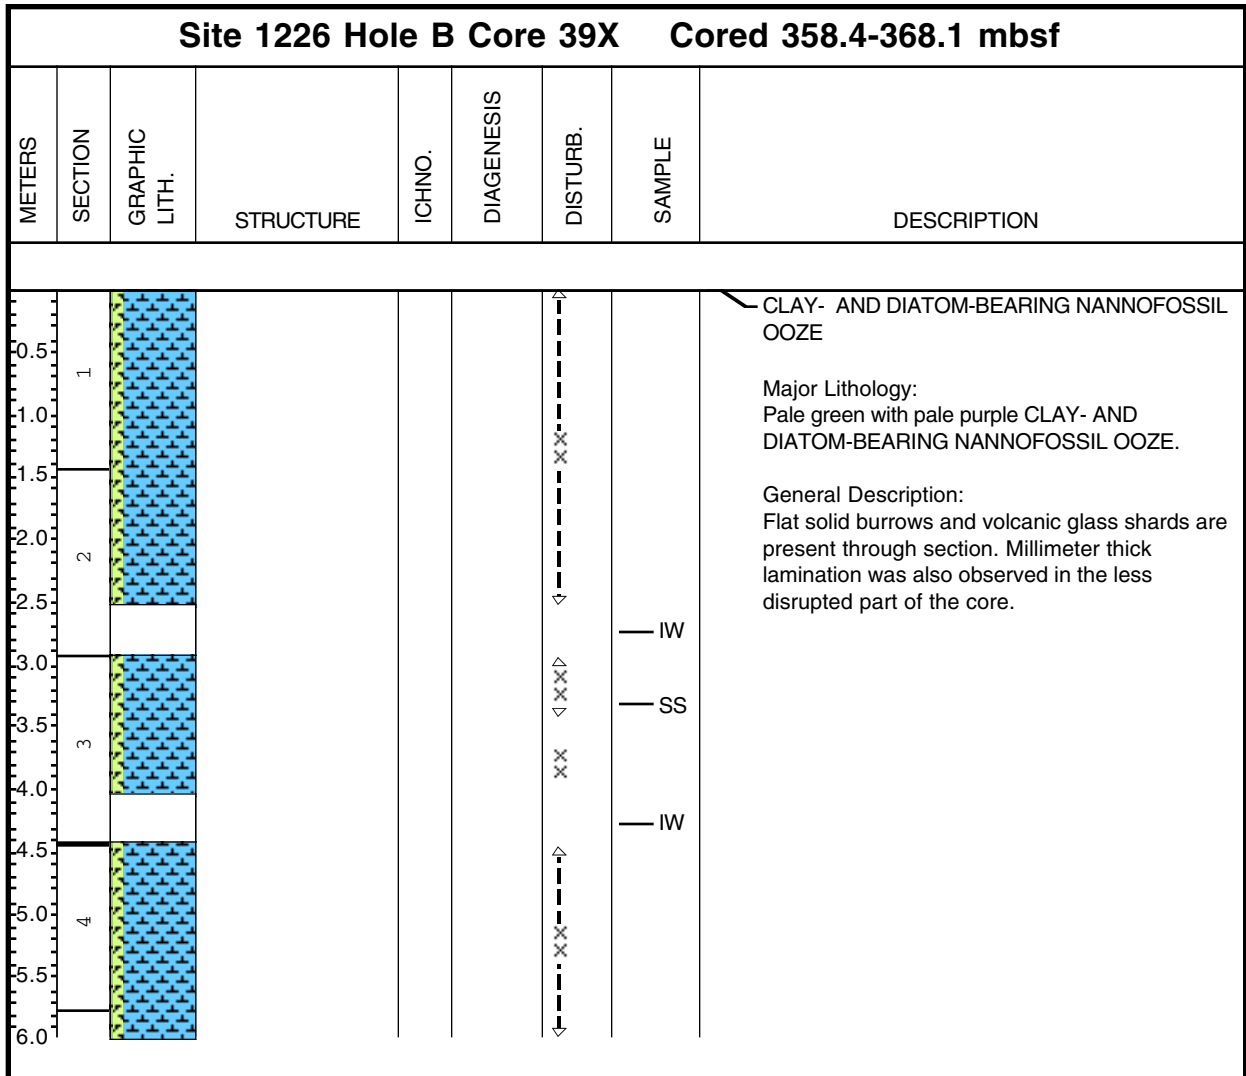 Site 1226 Hole B Core 39X Cored 358.4-368.1 mbsf
METERS
SECTION
GRAPHIC
LITH.
STRUCTURE
ICHNO.
DIAGENESIS
DISTURB.
SAMPLE
DESCRIPTION
0.5
1.0
1.5
2.0
2.5
3.0
3.5
4.0
4.5
5.0
5.5
6.0
1
2
3
4
IW
SS
IW
CLAY- AND DIATOM-BEARING NANNOFOSSIL
OOZE
Major Lithology:
Pale green with pale purple CLAY- AND
DIATOM-BEARING NANNOFOSSIL OOZE.
General Description:
Flat solid burrows and volcanic glass shards are
present through section. Millimeter thick
lamination was also observed in the less
disrupted part of the core.